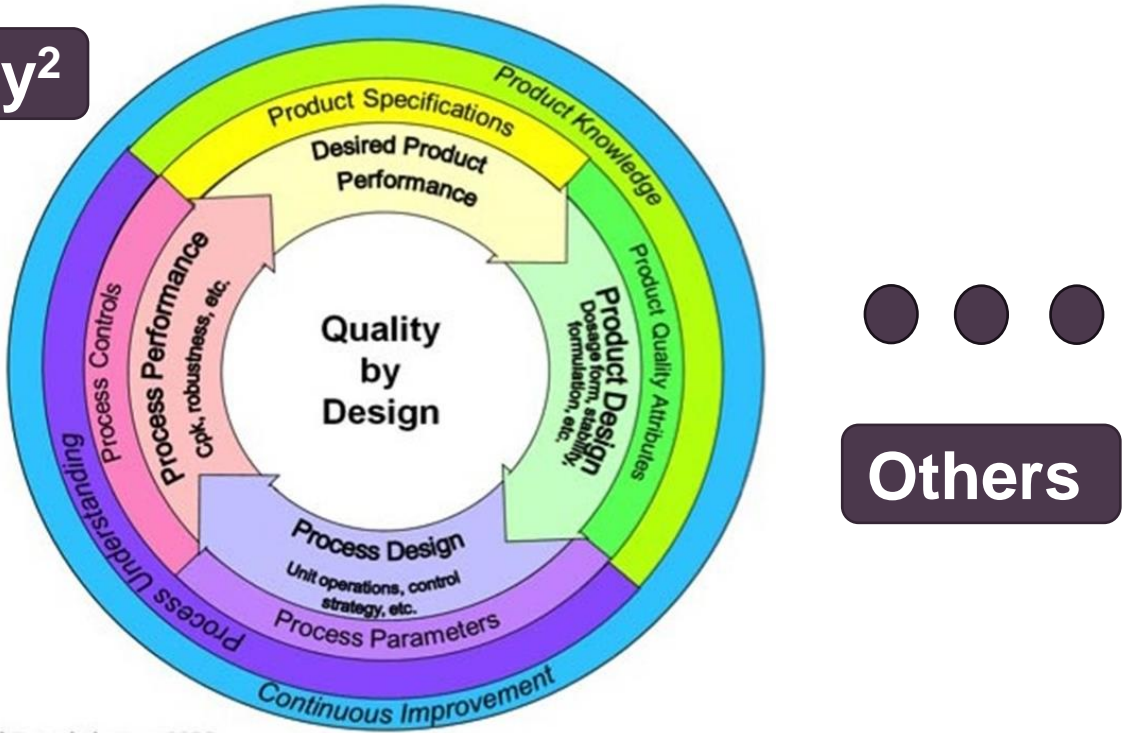 y²
Product Knowledge
Product Specifications
Desired Product
Performance
Product Quality Attributes
Product Design
Dosage form, stability,
formulation, etc.
Quality
by
Design
Process Controls
Process Performance
Cpk, robustness, etc.
Process Design
Unit operations, control
strategy, etc.
Process Parameters
Process Understanding
Continuous Improvement
Others